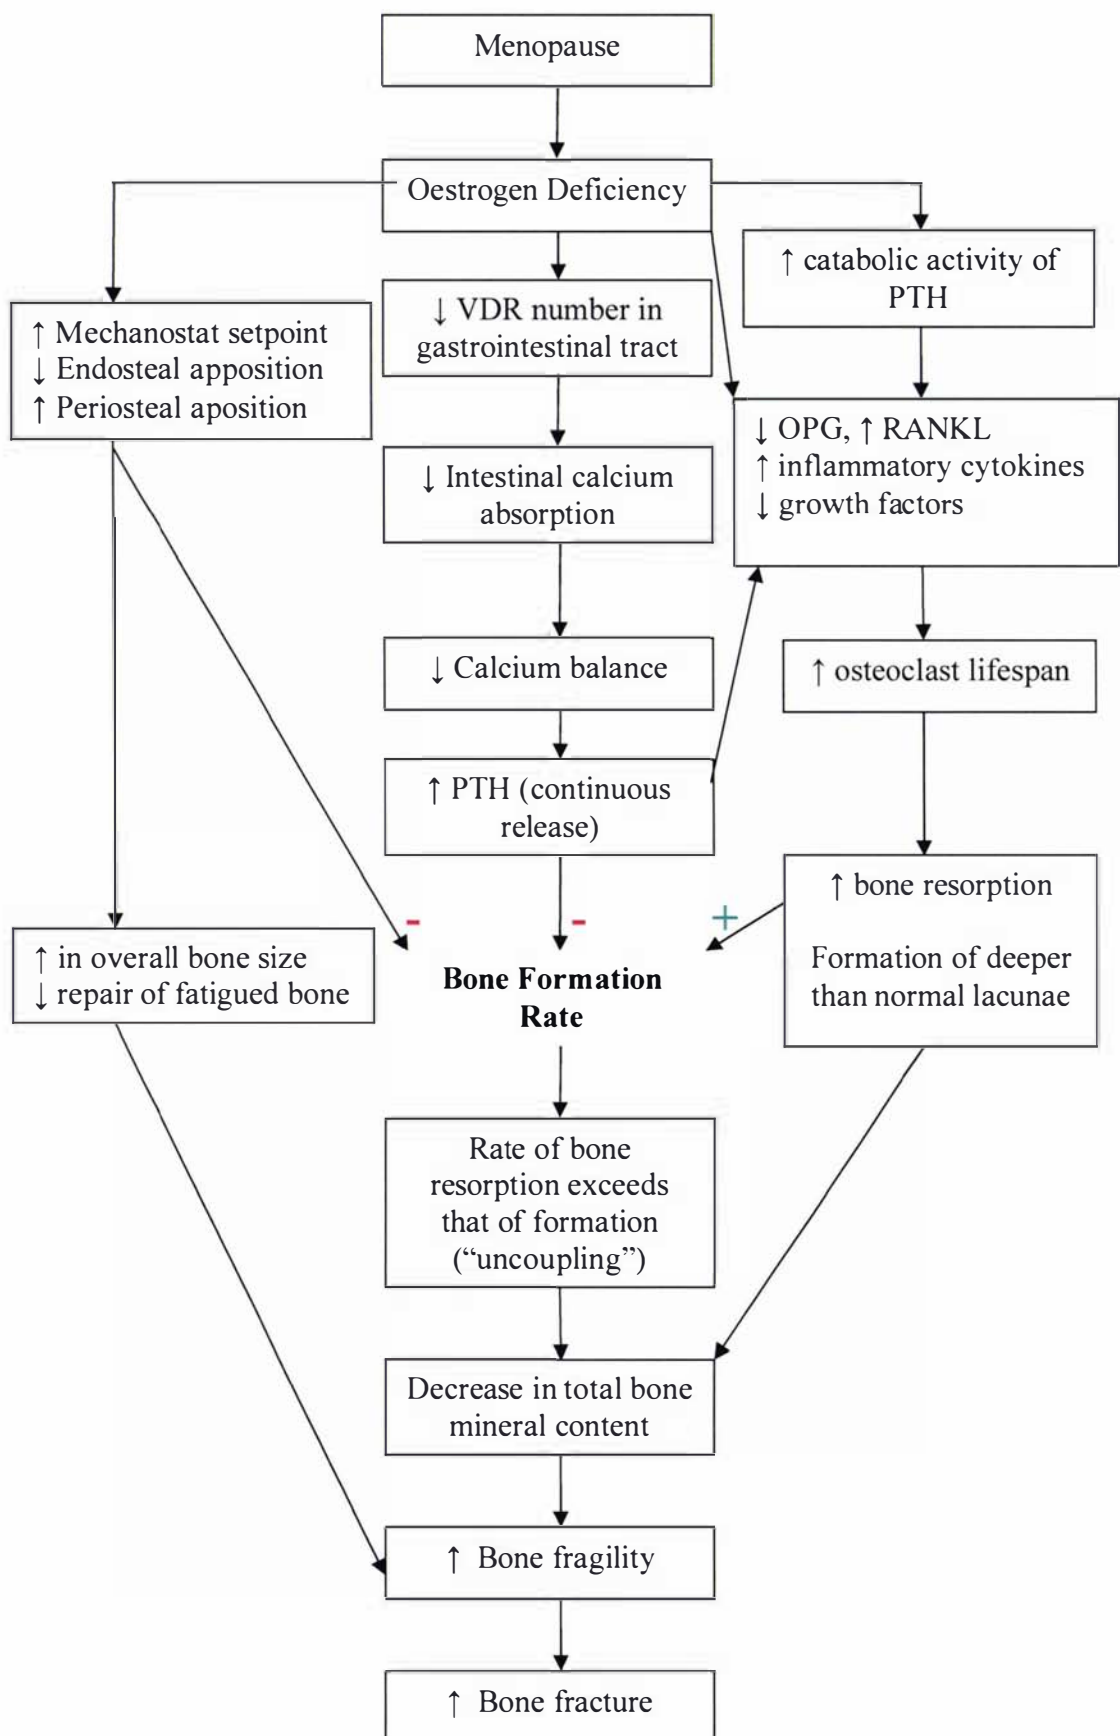 Menopause
Oestrogen Deficiency
↑ catabolic activity of
PTH
↑ Mechanostat setpoint
↓ Endosteal apposition
↑ Periosteal aposition
↓ VDR number in
gastrointestinal tract
↓ OPG, ↑ RANKL
↑ inflammatory cytokines
↓ growth factors
↓ Intestinal calcium
absorption
↓ Calcium balance
↑ osteoclast lifespan
↑ PTH (continuous
release)
↑ bone resorption
Formation of deeper
than normal lacunae
-
-
+
↑ in overall bone size
↓ repair of fatigued bone
Bone Formation
Rate
Rate of bone
resorption exceeds
that of formation
(“uncoupling”)
Decrease in total bone
mineral content
↑ Bone fragility
↑ Bone fracture